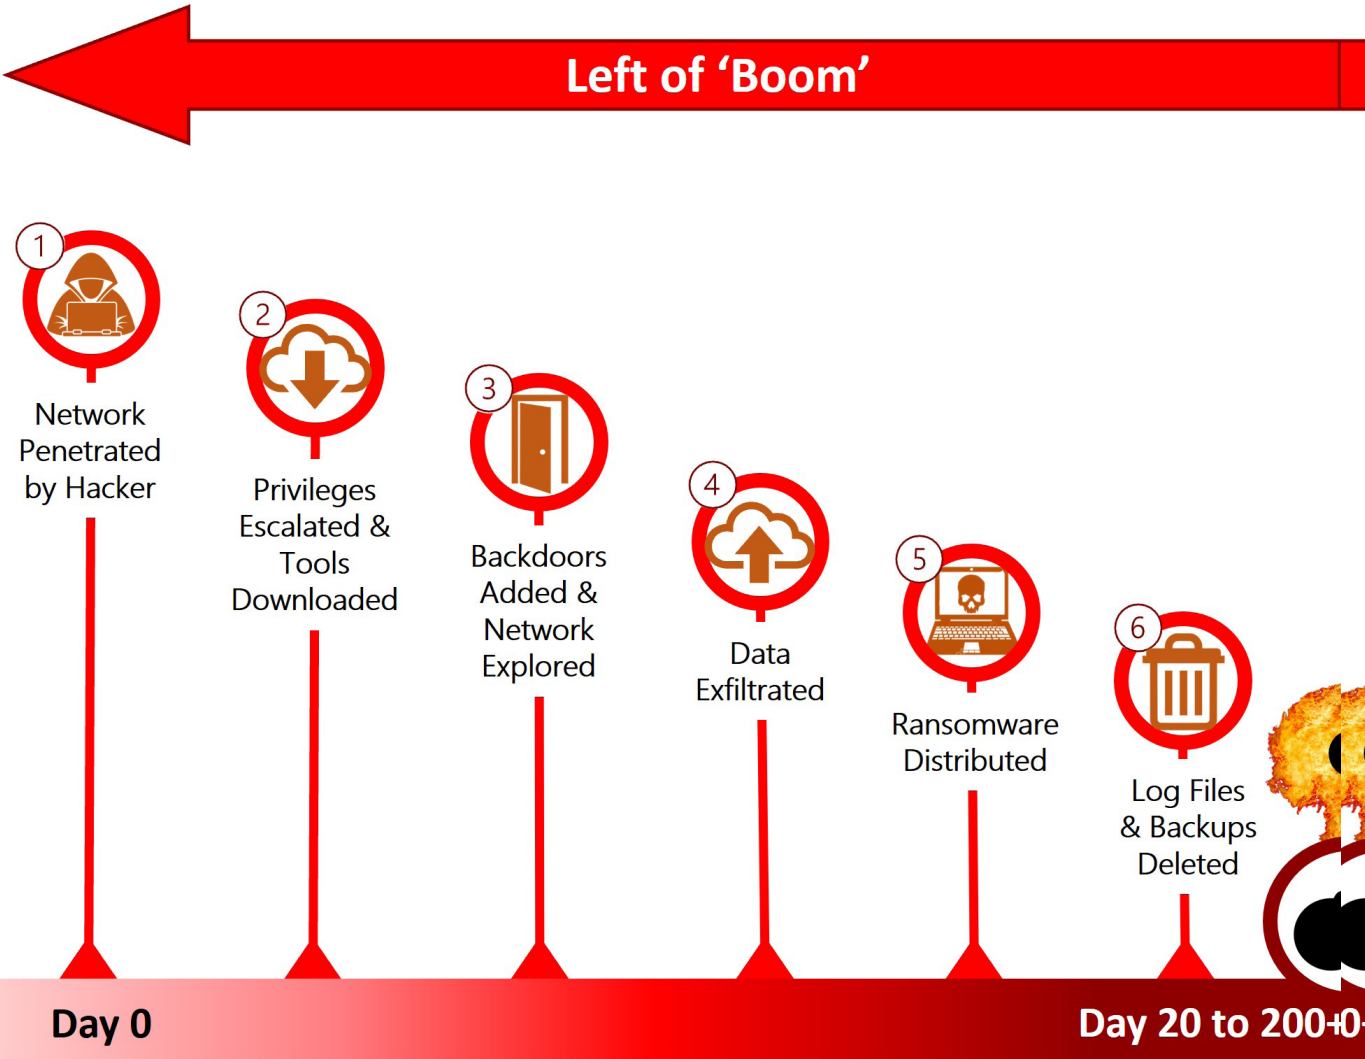 Left of ‘Boom’
1
Network
Penetrated
by Hacker
2
Privileges
Escalated &
Tools
Downloaded
3
Backdoors
Added &
Network
Explored
4
Data
Exfiltrated
5
Ransomware
Distributed
6
Log Files
& Backups
Deleted
Day 0
Day 20 to 200+